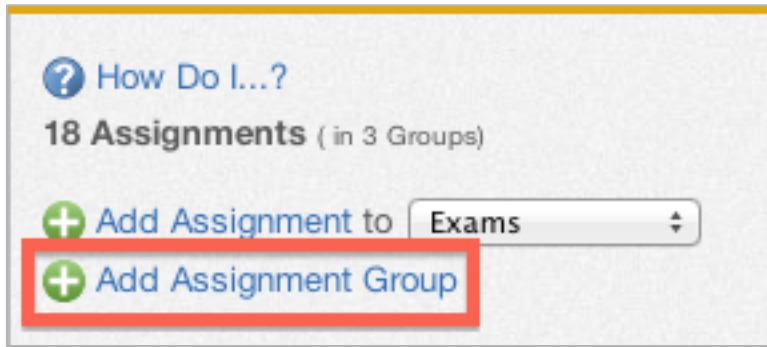 How Do I...?
18 Assignments ( in 3 Groups)
Add Assignment to Exams
Add Assignment Group